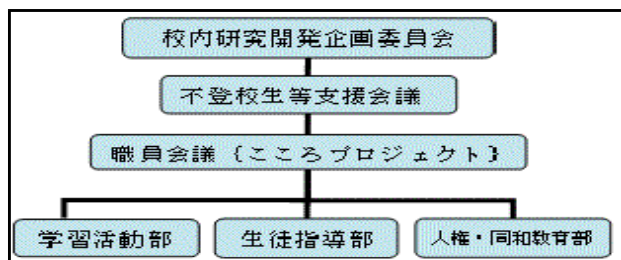 校内研究開発企画委員会
不登校生等支援会議
職員会議{こころプロジェクト}
学習活動部
生徒指導部
人権・同和教育部